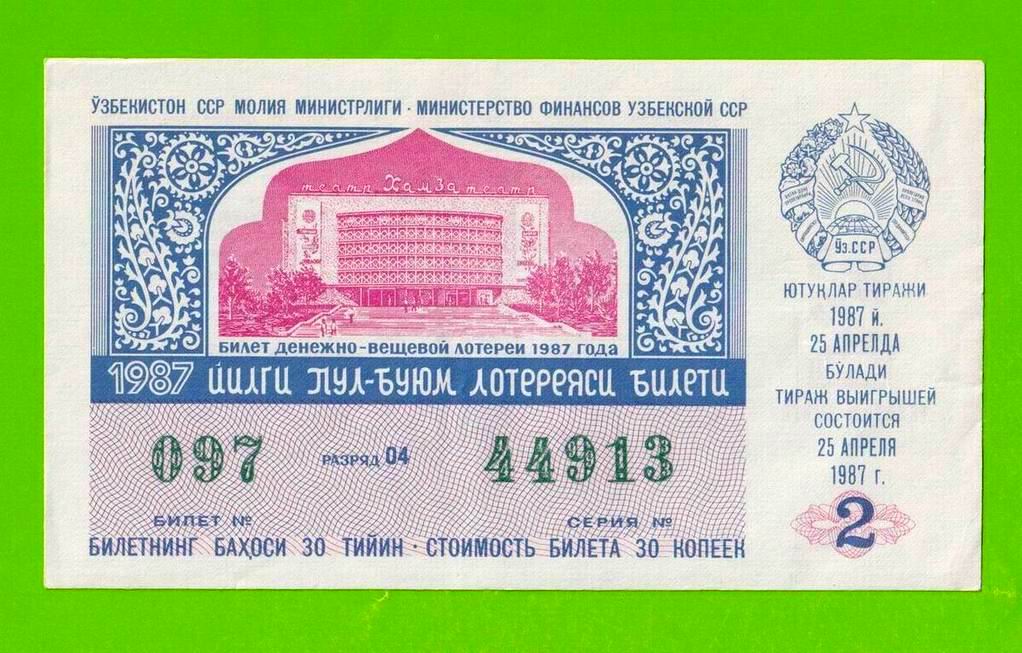 ЎЗБЕКИСТОН ССР МОЛИЯ МИНИСТРЛИГИ · МИНИСТЕРСТВО ФИНАНСОВ УЗБЕКСКОЙ ССР
театр Хамза театр
БИЛЕТ ДЕНЕЖНО-ВЕЩЕВОЙ ЛОТЕРЕИ 1987 ГОДА
1987 ЙИЛГИ ПУЛ-БУЮМ ЛОТЕРЕЯСИ БИЛЕТИ
097 РАЗРЯД 04 44913
БИЛЕТ № СЕРИЯ №
БИЛЕТНИНГ БАҲОСИ 30 ТИЙИН · СТОИМОСТЬ БИЛЕТА 30 КОПЕЕК
Уз.ССР
ЮТУҚЛАР ТИРАЖИ
1987 й.
25 АПРЕЛДА
БЎЛАДИ
ТИРАЖ ВЫИГРЫШЕЙ
СОСТОИТСЯ
25 АПРЕЛЯ
1987 г.
2